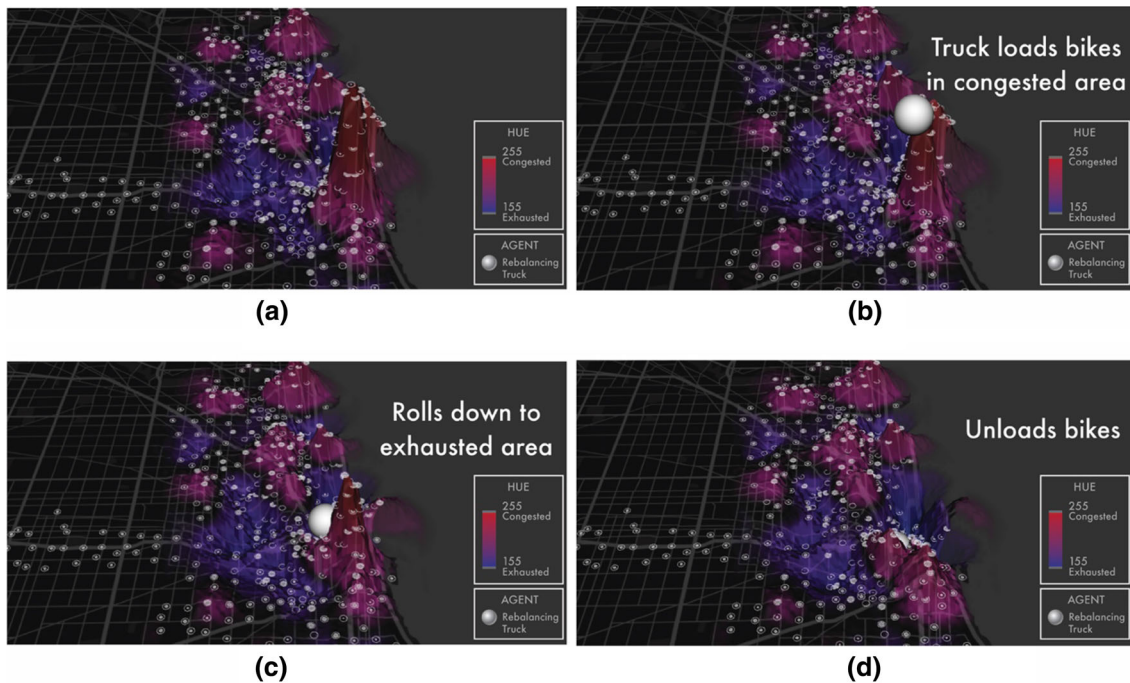 HUE
255
Congested
155
Exhausted
AGENT
Rebalancing
Truck
(a)
Truck loads bikes
in congested area
HUE
255
Congested
155
Exhausted
AGENT
Rebalancing
Truck
(b)
Rolls down to
exhausted area
HUE
255
Congested
155
Exhausted
AGENT
Rebalancing
Truck
(c)
Unloads bikes
HUE
255
Congested
155
Exhausted
AGENT
Rebalancing
Truck
(d)